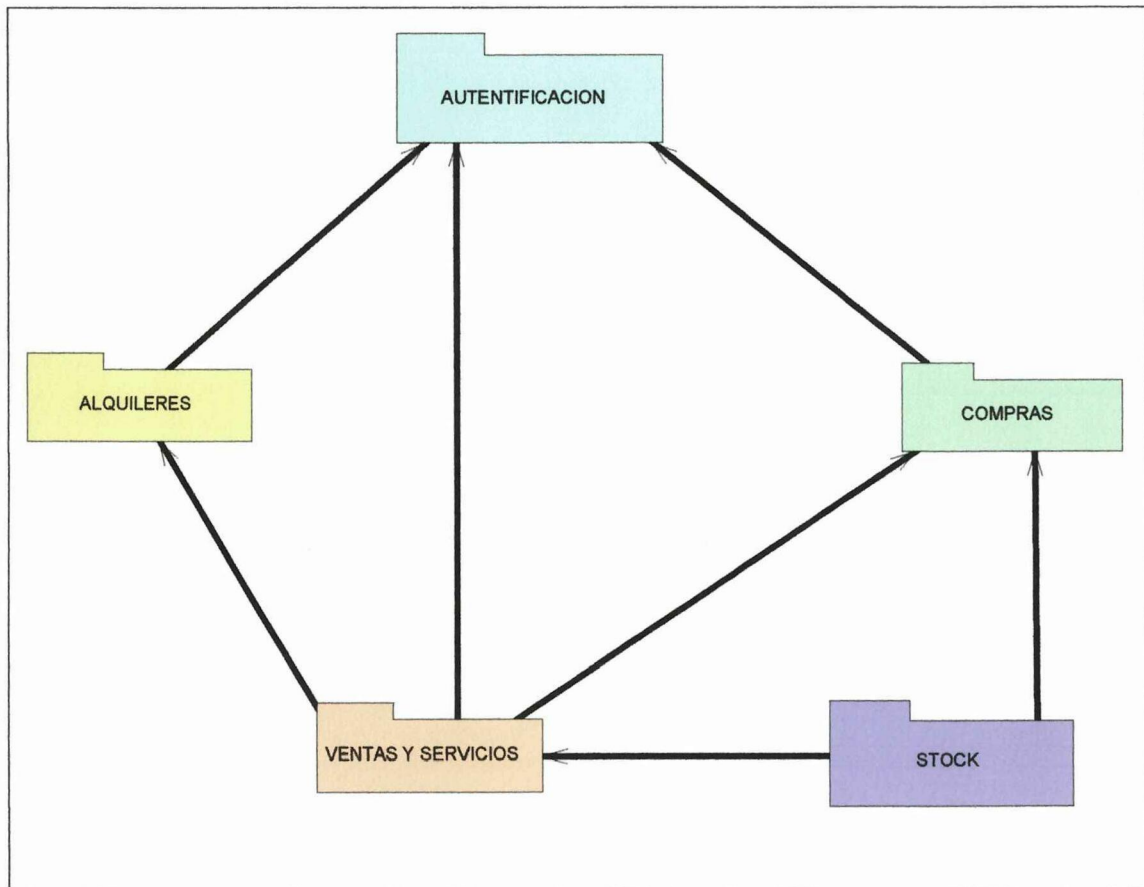 AUTENTIFICACION
ALQUILERES
COMPRAS
VENTAS Y SERVICIOS
STOCK